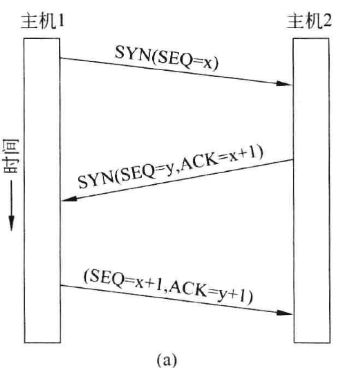 主机1
主机2
SYN(SEQ=x)
时间
SYN(SEQ=y,ACK=x+1)
(SEQ=x+1,ACK=y+1)
(a)